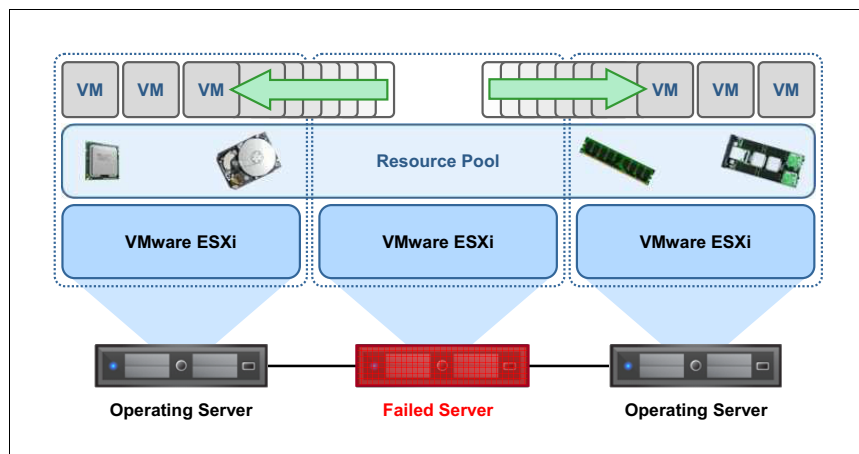 VM VM VM VM VM VM
Resource Pool
VMware ESXi VMware ESXi VMware ESXi
Operating Server Failed Server Operating Server